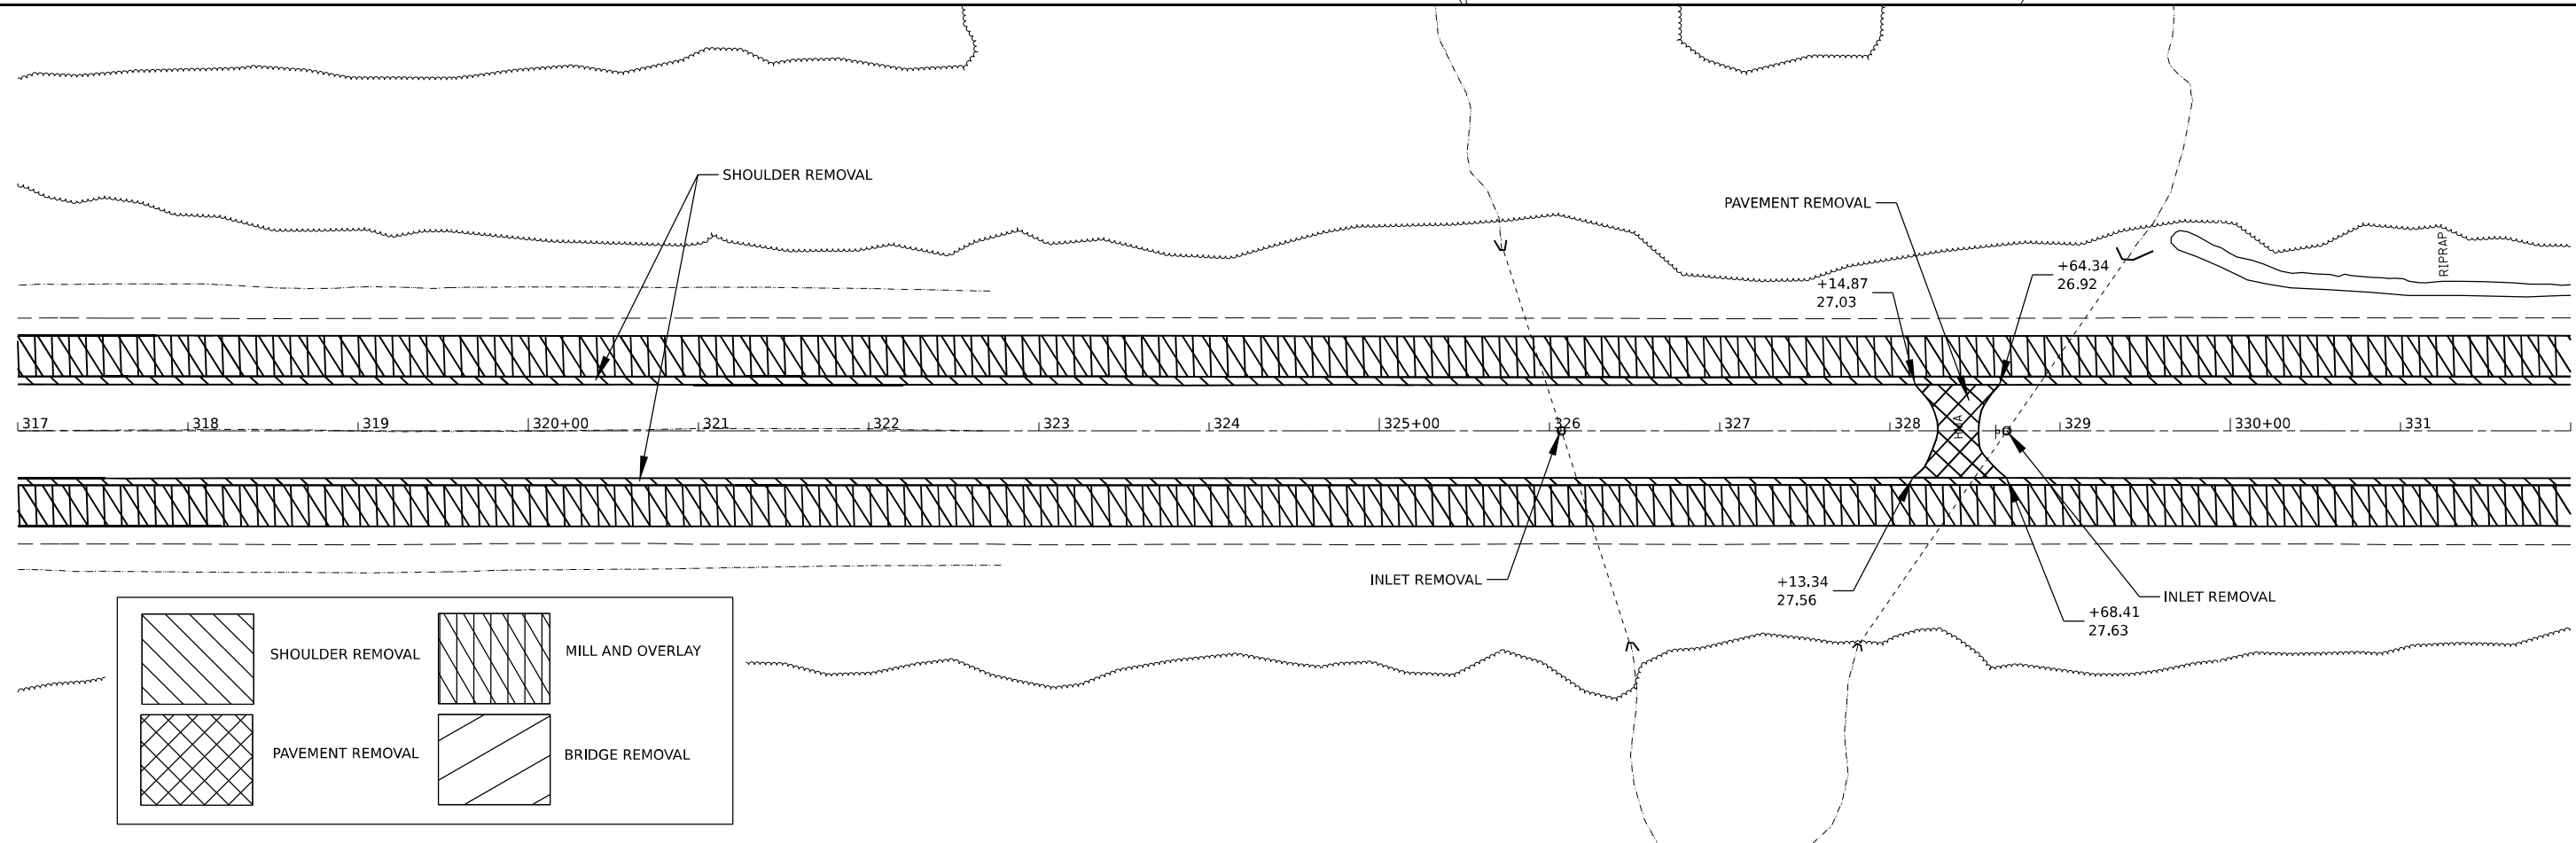 SHOULDER REMOVAL
PAVEMENT REMOVAL
RIPRAP
+64.34
26.92
+14.87
27.03
317 318 319 320+00 321 322 323 324 325+00 326 327 328 329 330+00 331
HMA
INLET REMOVAL
+13.34
27.56
INLET REMOVAL
+68.41
27.63
SHOULDER REMOVAL
MILL AND OVERLAY
PAVEMENT REMOVAL
BRIDGE REMOVAL